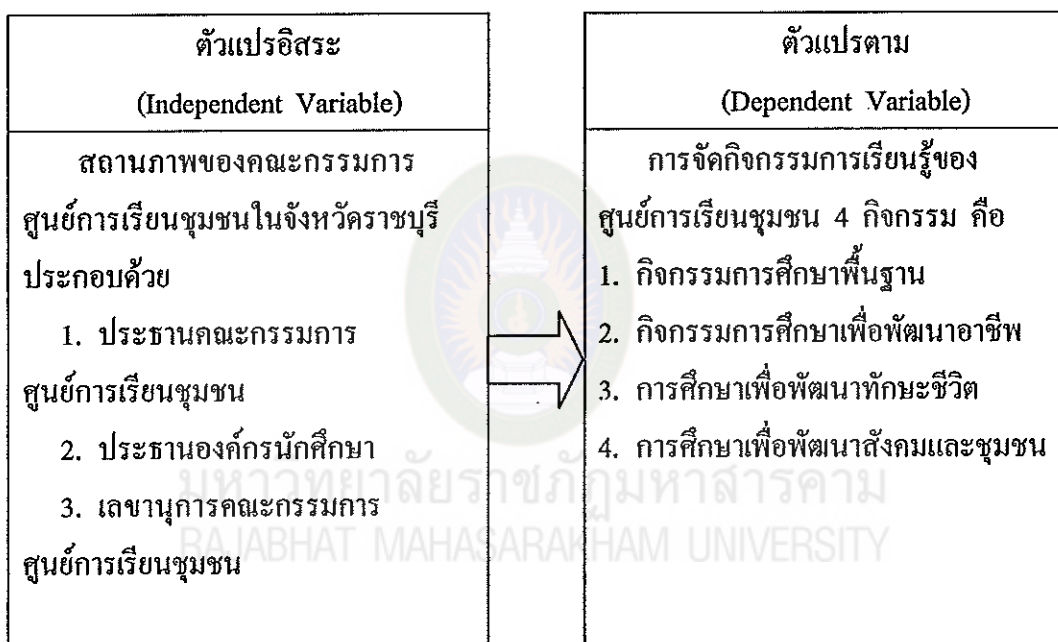 ตัวแปรอิสระ
(Independent Variable)
สถานภาพของคณะกรรมการ
ศูนย์การเรียนชุมชนในจังหวัดราชบุรี
ประกอบด้วย
1. ประธานคณะกรรมการ
ศูนย์การเรียนชุมชน
2. ประธานองค์กรนักศึกษา
3. เลขานุการคณะกรรมการ
ศูนย์การเรียนชุมชน
ตัวแปรตาม
(Dependent Variable)
การจัดกิจกรรมการเรียนรู้ของ
ศูนย์การเรียนชุมชน 4 กิจกรรม คือ
1. กิจกรรมการศึกษาพื้นฐาน
2. กิจกรรมการศึกษาเพื่อพัฒนาอาชีพ
3. การศึกษาเพื่อพัฒนาทักษะชีวิต
4. การศึกษาเพื่อพัฒนาสังคมและชุมชน
มหาวิทยาลัยราชภัฏมหาสารคาม
RAJABHAT MAHASARAKHAM UNIVERSITY